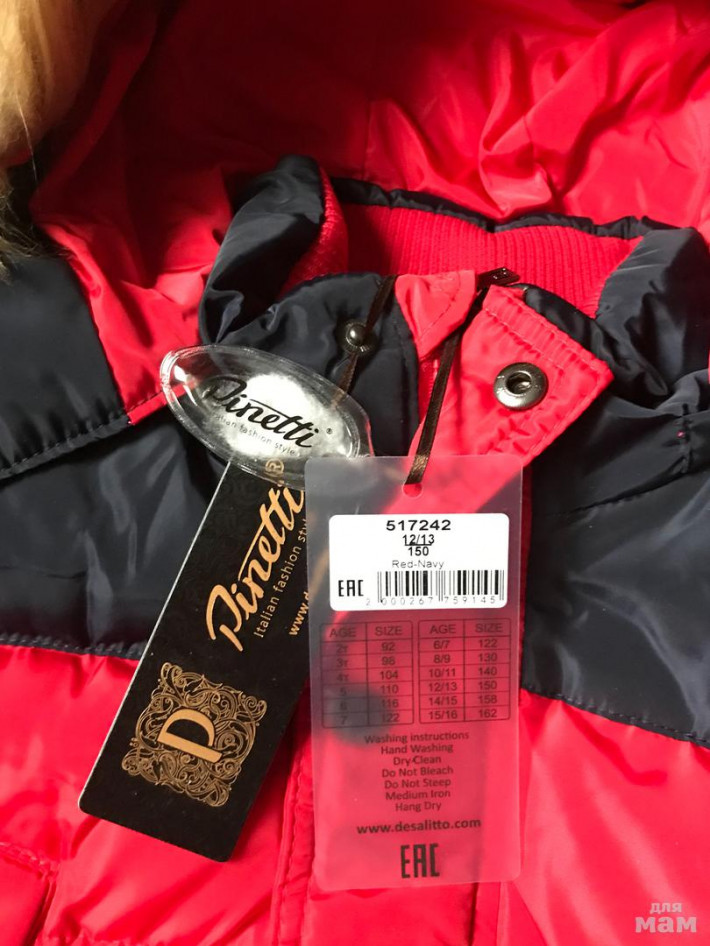 Pinetti®
Italian fashion style
Pinetti®
Italian fashion style
www.d
D
517242
12/13
150
Red-Navy
EAC
2 000267 759145
AGE SIZE AGE SIZE
2т 92 6/7 122
3т 98 8/9 130
4т 104 10/11 140
5 110 12/13 150
6 116 14/15 158
7 122 15/16 162
Washing instructions
Hand Washing
Dry Clean
Do Not Bleach
Do Not Steep
Medium Iron
Hang Dry
www.desalitto.com
EAC
для
мам